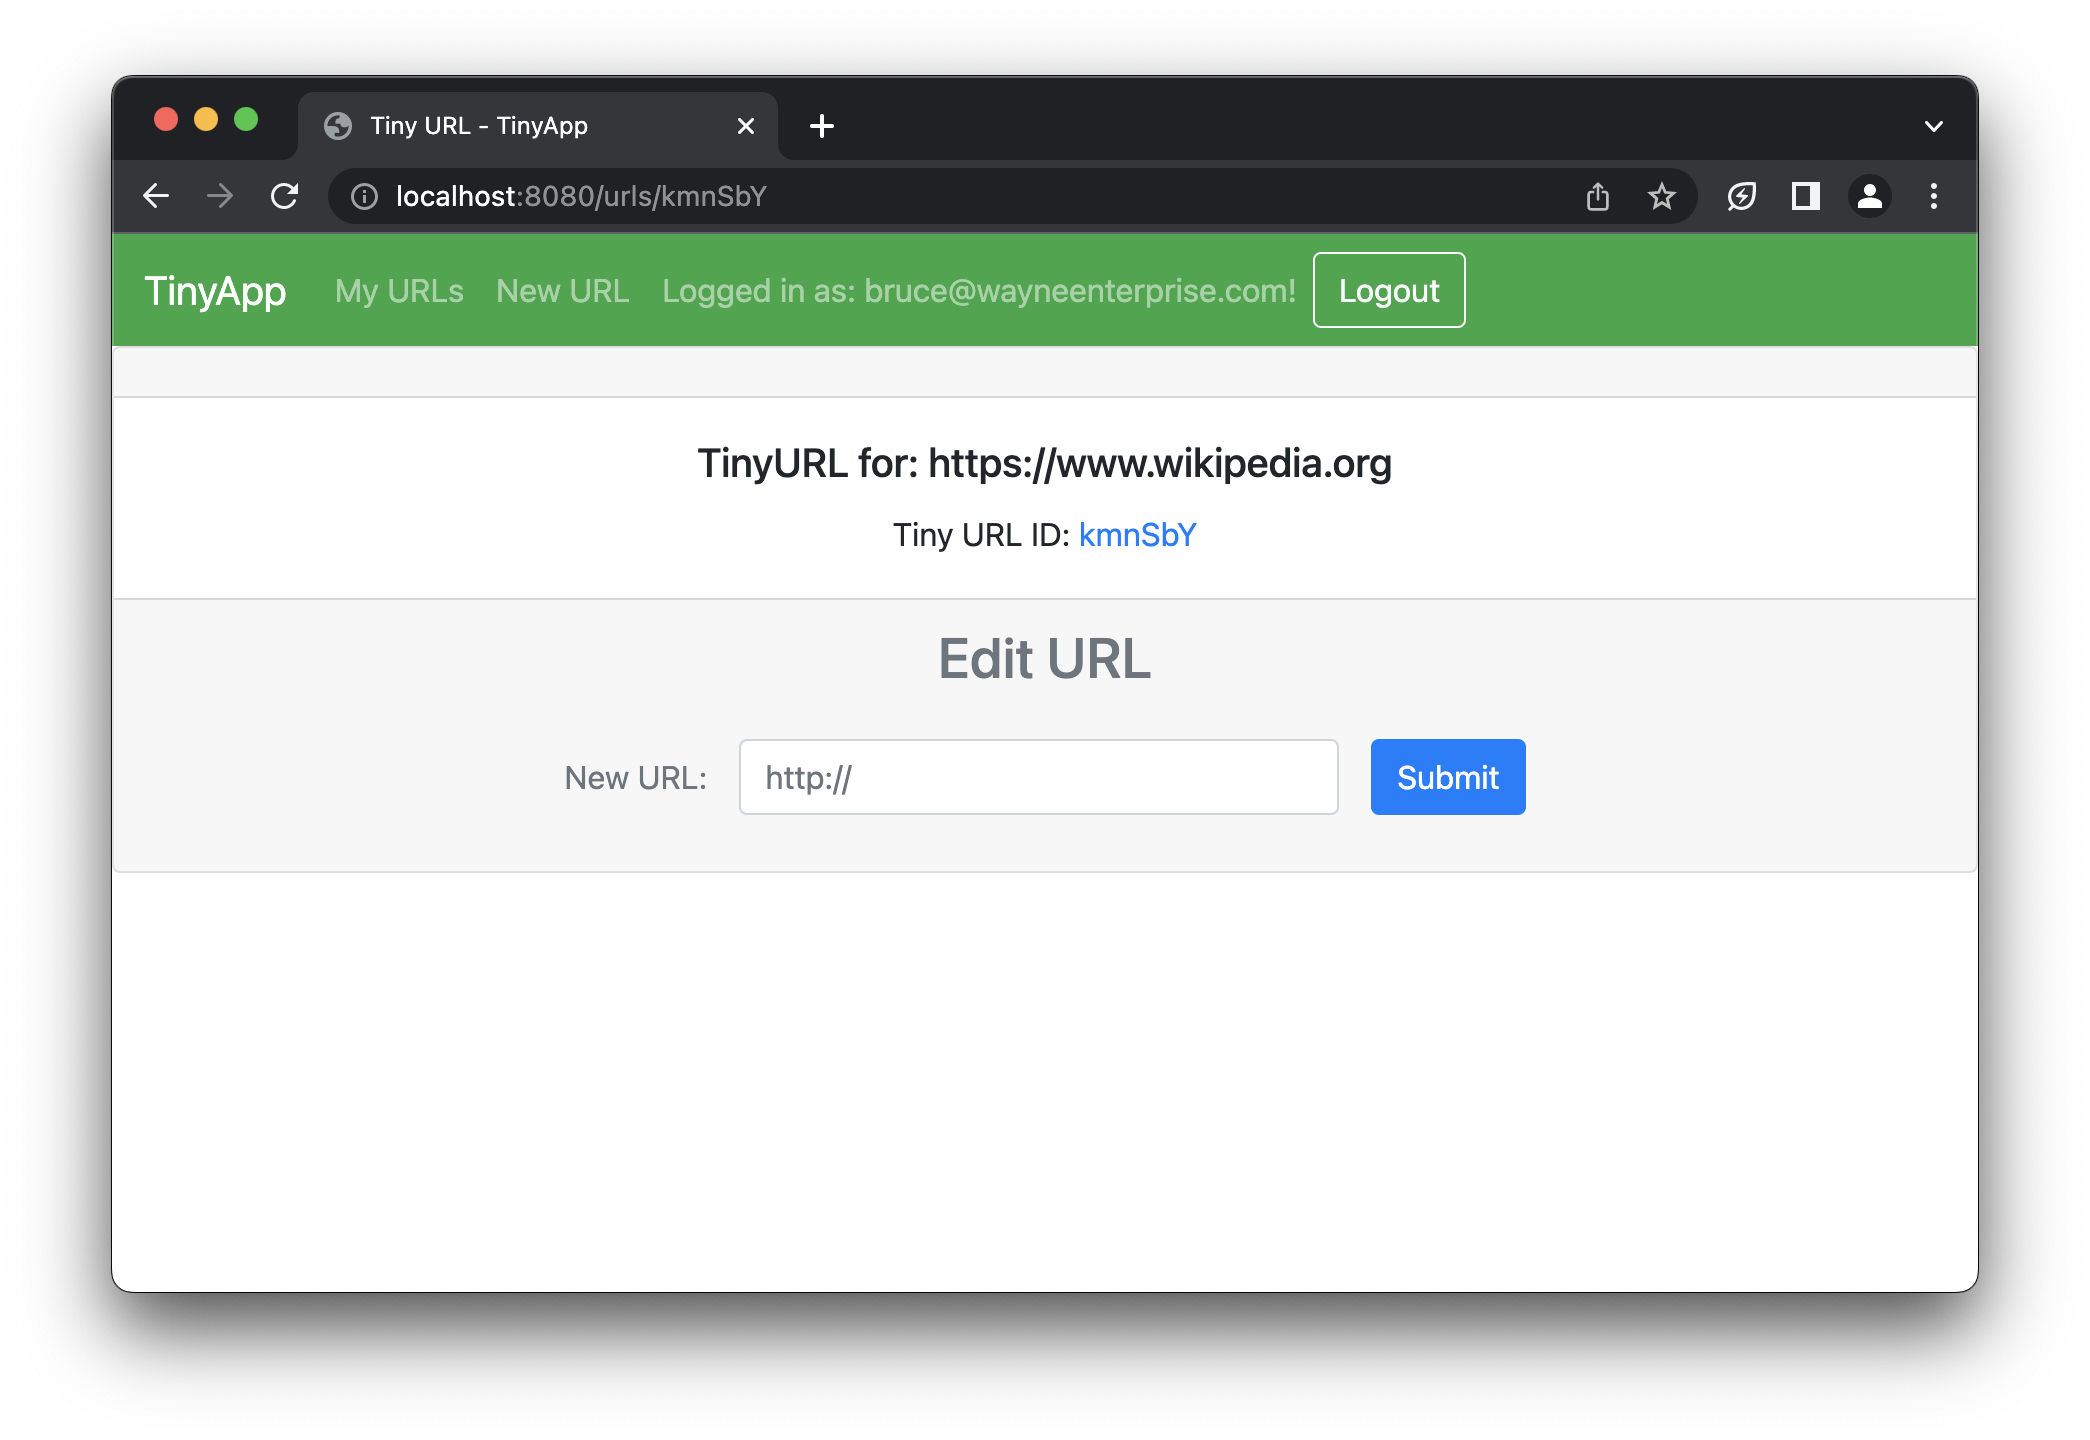 Tiny URL - TinyApp
localhost:8080/urls/kmnSbY
TinyApp My URLs New URL Logged in as: bruce@wayneenterprise.com! Logout
TinyURL for: https://www.wikipedia.org
Tiny URL ID: kmnSbY
Edit URL
New URL: http:// Submit